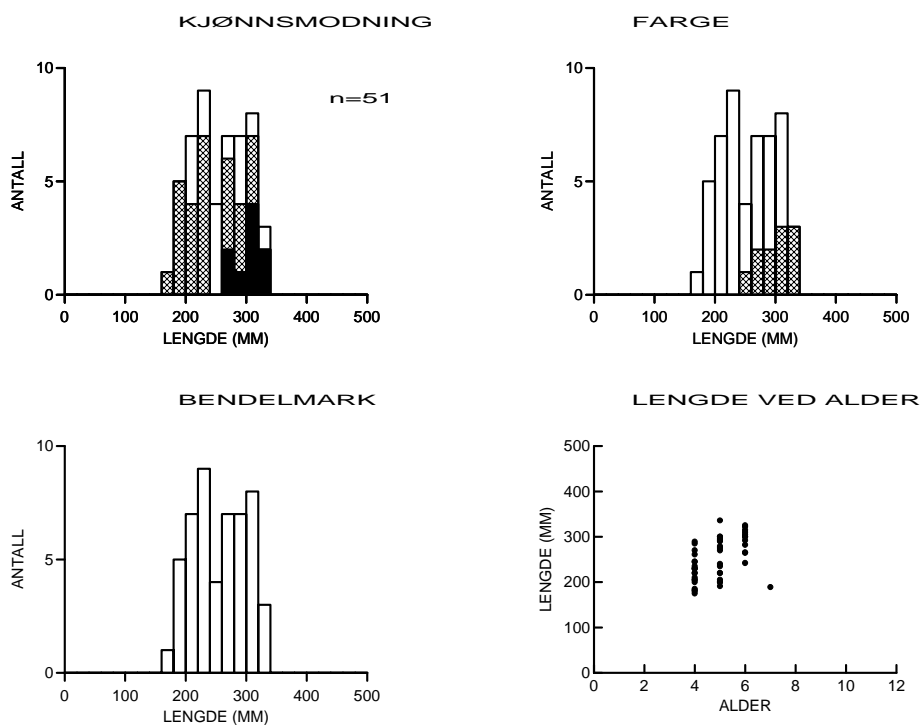 KJØNNSMODNING
n=51
ANTALL
10
5
0
0 100 200 300 400 500
LENGDE (MM)
FARGE
ANTALL
10
5
0
0 100 200 300 400 500
LENGDE (MM)
BENDELMARK
ANTALL
10
5
0
0 100 200 300 400 500
LENGDE (MM)
LENGDE VED ALDER
LENGDE (MM)
500
400
300
200
100
0
0 2 4 6 8 10 12
ALDER